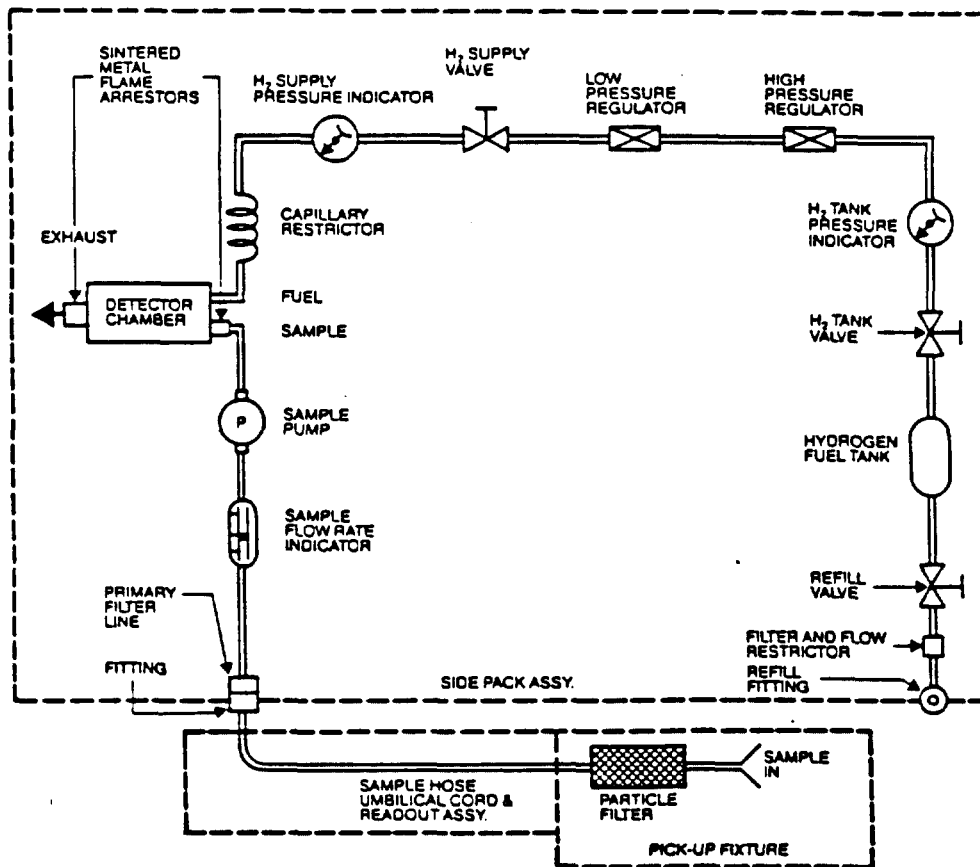 SINTERED
METAL
FLAME
ARRESTORS
H₂ SUPPLY
PRESSURE INDICATOR
H₂ SUPPLY
VALVE
LOW
PRESSURE
REGULATOR
HIGH
PRESSURE
REGULATOR
CAPILLARY
RESTRICTOR
H₂ TANK
PRESSURE
INDICATOR
EXHAUST
DETECTOR
CHAMBER
FUEL
SAMPLE
H₂ TANK
VALVE
P
SAMPLE
PUMP
HYDROGEN
FUEL TANK
SAMPLE
FLOW RATE
INDICATOR
PRIMARY
FILTER
LINE
REFILL
VALVE
FITTING
FILTER AND FLOW
RESTRICTOR
REFILL
FITTING
SIDE PACK ASSY.
SAMPLE HOSE
UMBILICAL CORD &
READOUT ASSY.
PARTICLE
FILTER
SAMPLE
IN
PICK-UP FIXTURE